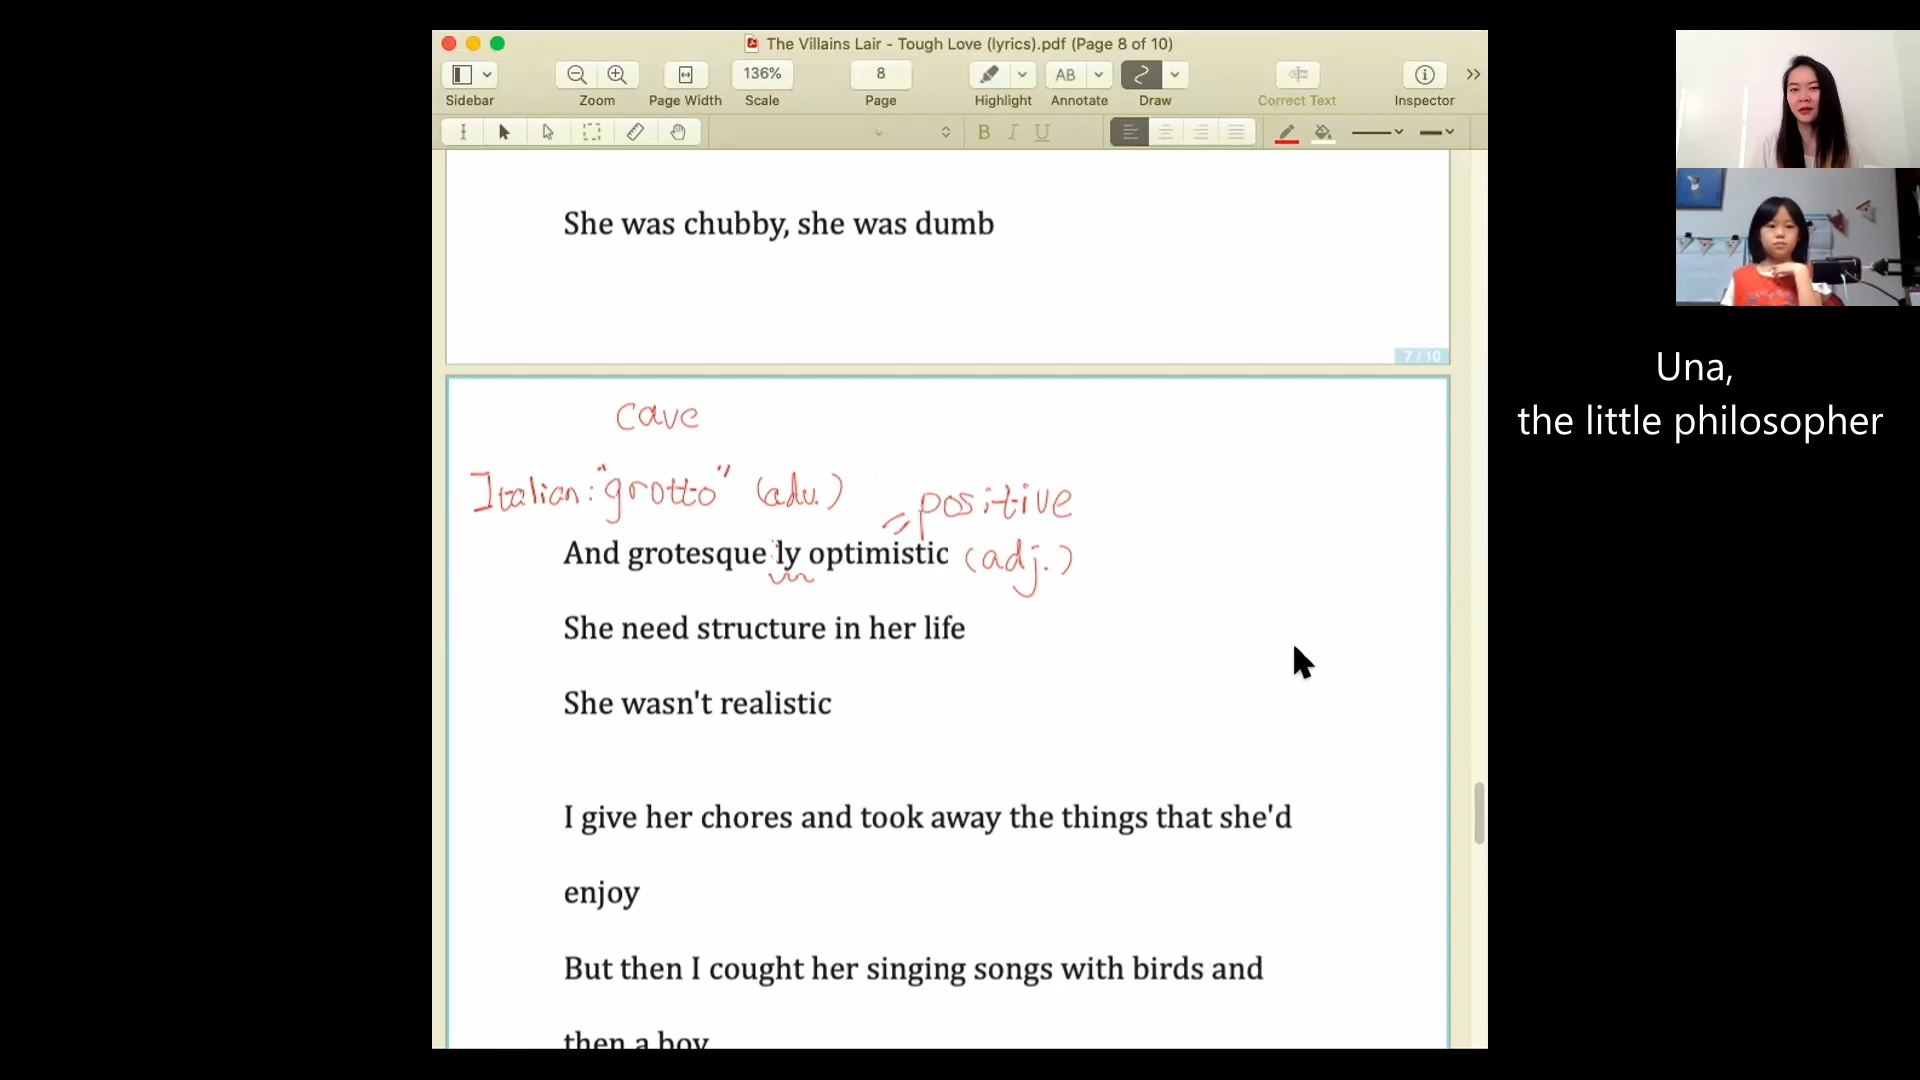 The Villains Lair - Tough Love (lyrics).pdf (Page 8 of 10)
136%
8
AB
Sidebar
Zoom
Page Width
Scale
Page
Highlight
Annotate
Draw
Correct Text
Inspector
B I U
She was chubby, she was dumb
7 / 10
cave
Italian: "grotto" (adv.)
= positive
And grotesque ly optimistic (adj.)
She need structure in her life
She wasn't realistic
I give her chores and took away the things that she'd
enjoy
But then I cought her singing songs with birds and
then a boy
Una,
the little philosopher